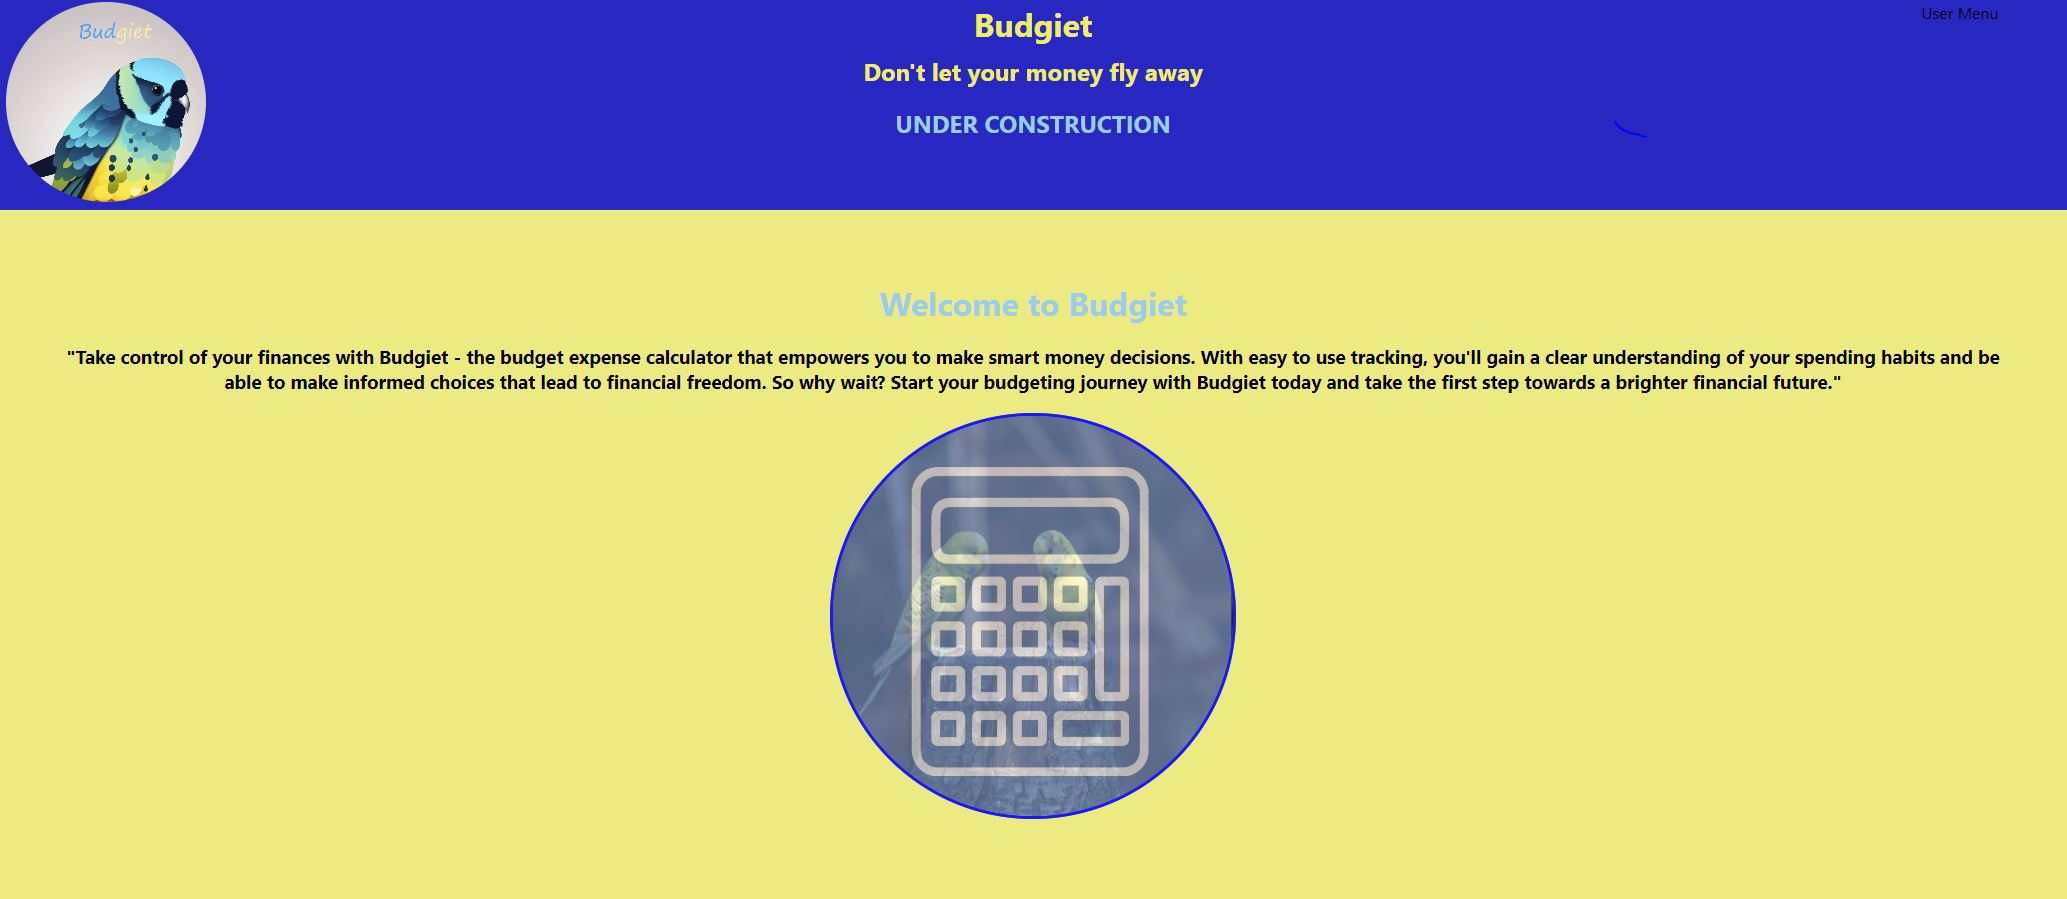 Budgiet
Budgiet
Don't let your money fly away
UNDER CONSTRUCTION
User Menu
Welcome to Budgiet
"Take control of your finances with Budgiet - the budget expense calculator that empowers you to make smart money decisions. With easy to use tracking, you'll gain a clear understanding of your spending habits and be
able to make informed choices that lead to financial freedom. So why wait? Start your budgeting journey with Budgiet today and take the first step towards a brighter financial future."